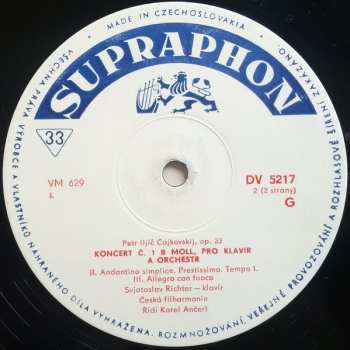 MADE IN CZECHOSLOVAKIA
VŠECHNA PRÁVA VÝROBCE A VLASTNÍKŮ NAHRANÉHO DÍLA VYHRAZENA. ROZMNOŽOVÁNÍ, VEŘEJNÉ PROVOZOVÁNÍ A ROZHLASOVÉ ŠÍŘENÍ ZAKÁZÁNO
SUPRAPHON
33
VM 629
DV 5217
2 (2 strany)
G
Petr Iljič Čajkovskij, op. 23
KONCERT Č. 1 B MOLL, PRO KLAVÍR
A ORCHESTR
II. Andantino simplice. Prestissimo. Tempo I.
III. Allegro con fuoco
Svjatoslav Richter — klavír
Česká filharmonie
Řídí Karel Ančerl